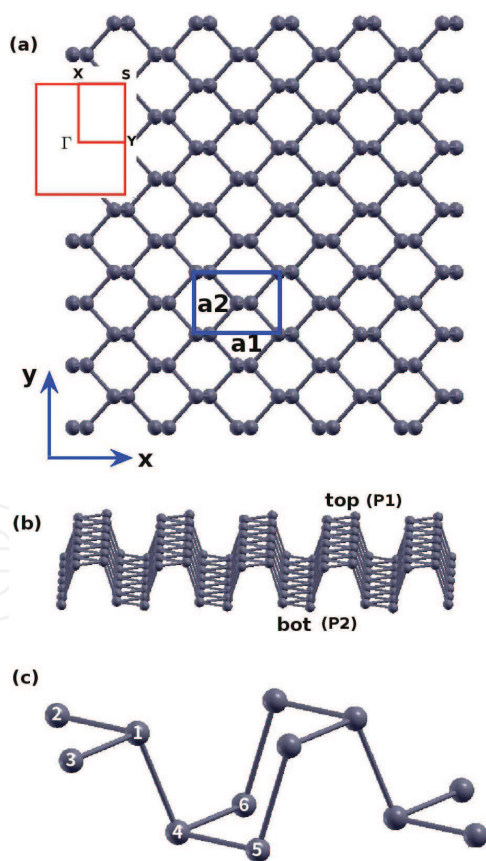 (a)
X S
Γ Y
a2
a1
y
x
top (P1)
(b)
bot (P2)
(c)
2 1
3
6
4 5